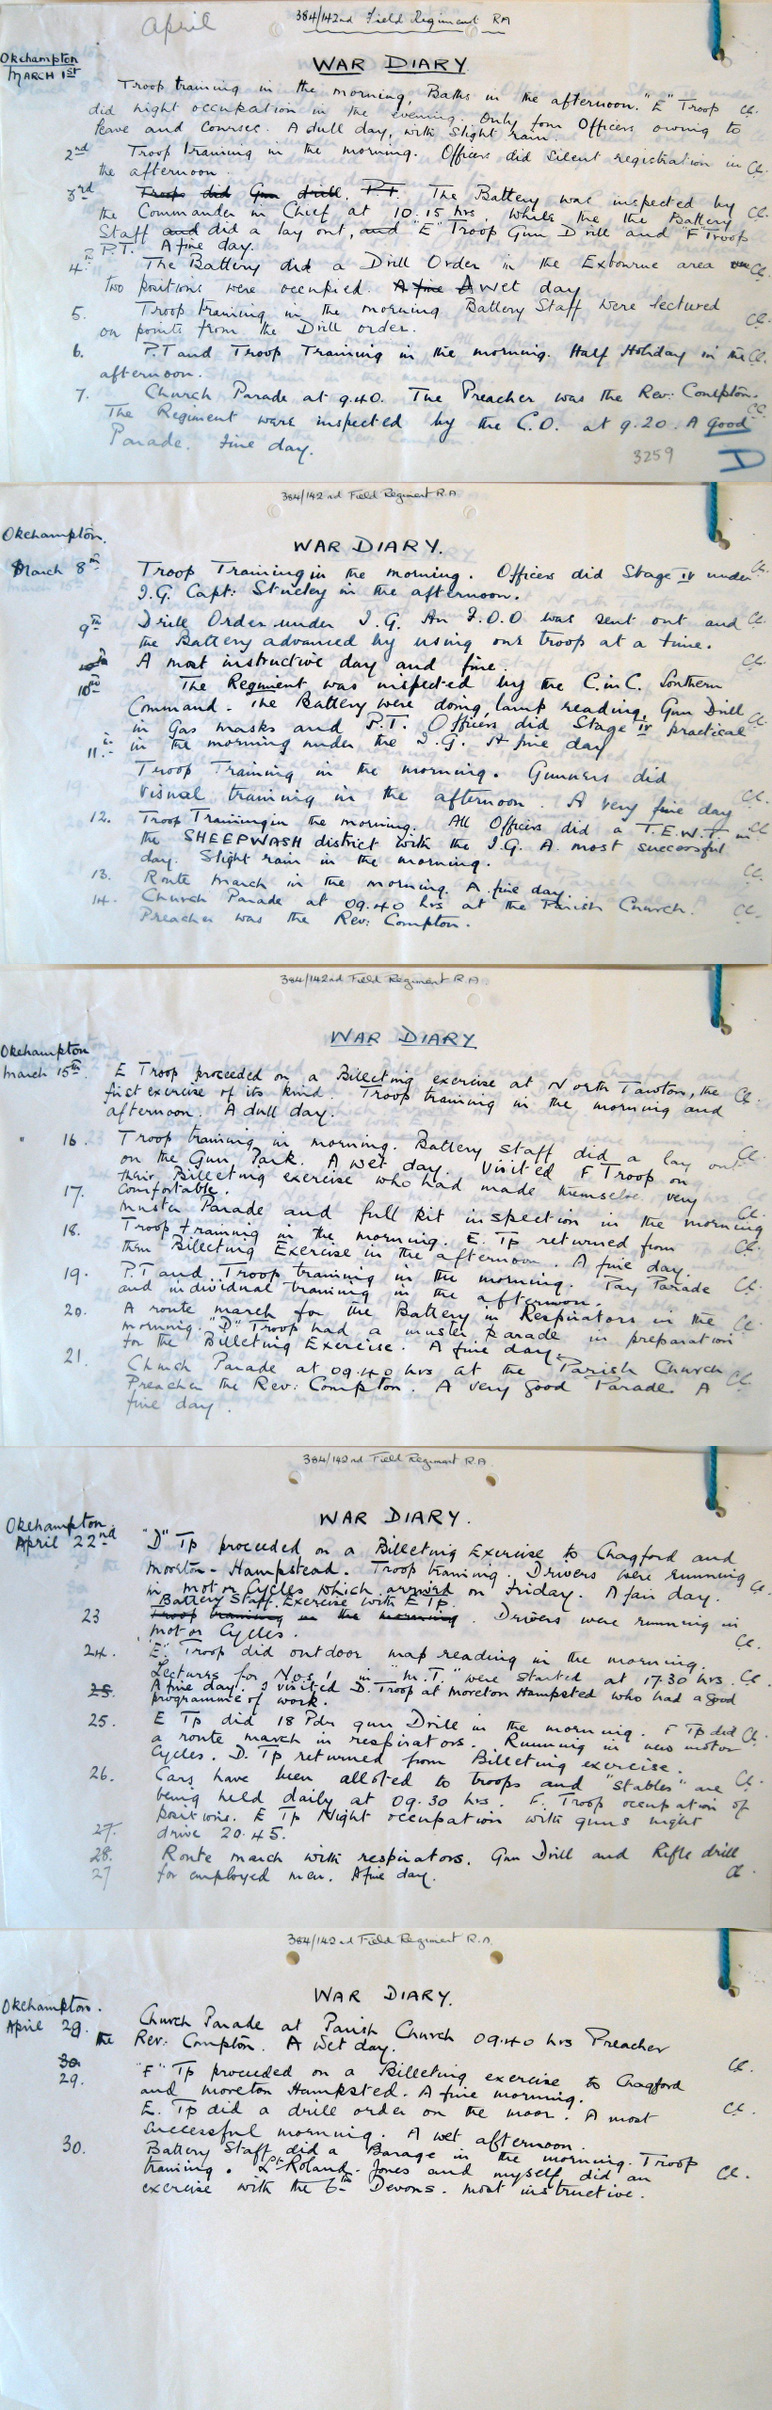 April
384/142nd Field Regiment RA
WAR DIARY
Okehampton
MARCH 1st
Troop training in the morning, Baths in the afternoon. "E" Troop Cl.
did night occupation in the evening. Only four Officers owing to
leave and courses. A dull day, with slight rain
2nd Troop training in the morning. Officers did silent registration in Cl.
the afternoon.
3rd Troop did Gun drill. P.T. The Battery was inspected by
the Commander in Chief at 10.15 hrs. while the the Battery Cl.
Staff and did a lay out, and "E" Troop Gun Drill and "F" Troop
P.T. A fine day.
4th The Battery did a Drill Order in the Exbourne area Cl.
two positions were occupied. A fine A wet day
5. Troop training in the morning Battery Staff were lectured Cl.
on points from the Drill order.
6. P.T and Troop Training in the morning. Half Holiday in the Cl.
afternoon.
7. Church Parade at 9.40. The Preacher was the Rev: Compton.
The Regiment were inspected by the C.O. at 9.20. A good Cl.
Parade. fine day.
3259
384/142nd Field Regiment R.A.
WAR DIARY.
Okehampton.
March 8th Troop Training in the morning. Officers did Stage IV under Cl.
I.G. Capt: in the afternoon.
9th Drill Order under I.G. An F.O.O was sent out and Cl.
the Battery advanced by using one troop at a time.
A most instructive day and fine. Cl.
10th The Regiment was inspected by the C.in C. Southern
Command. The Battery were doing, lamp reading, Gun Drill
in Gas masks and P.T. Officers did Stage IV practical Cl.
11th in the morning under the I.G. A fine day
Troop Training in the morning. Gunners did
visual training in the afternoon. A very fine day Cl.
12. Troop Training in the morning. All Officers did a T.E.W.T. in Cl
the SHEEPWASH district with the I.G. A most successful
day. Slight rain in the morning.
13. Route march in the morning. A fine day. Cl.
14. Church Parade at 09.40 hrs at the Parish Church. Cl.
Preacher was the Rev: Compton.
384/142nd Field Regiment R.A
WAR DIARY
Okehampton
March 15th E Troop proceeded on a Billeting exercise at North Tawton, the Cl.
first exercise of its kind. Troop training in the morning and
afternoon. A dull day.
16. Troop training in morning. Battery staff did a lay out Cl.
on the Gun Park. A wet day. Visited F Troop on
their Billeting exercise who had made themselves very
comfortable.
17. Muster Parade and full kit inspection in the morning Cl.
18. Troop training in the morning. E. Tp returned from Cl.
their Billeting Exercise in the afternoon. A fine day.
19. P.T and Troop training in the morning. Pay Parade Cl.
and individual training in the afternoon.
20. A route march for the Battery in Respirators in the Cl.
morning. "D" Troop had a muster parade in preparation
for the Billeting Exercise. A fine day.
21. Church Parade at 09.40 hrs at the Parish Church
Preacher the Rev: Compton. A very good Parade. A Cl.
fine day.
384/142nd Field Regiment R.A.
WAR DIARY.
Okehampton.
April 22nd "D" Tp proceeded on a Billeting Exercise to Chagford and
Moreton-Hampstead. Troop training. Drivers were running
in motor Cycles which arrived on Friday. A fair day. Cl.
Battery Staff. Exercise with E Tp.
23 Troop training in the morning. Drivers were running in
motor Cycles. Cl.
24. "E" Troop did outdoor map reading in the morning.
Lectures for No.s 1 in "M.T." were started at 17.30 hrs. Cl.
25. A fine day. I visited D. Troop at Moreton Hampsted who had a good
programme of work.
25. E Tp did 18 Pdr gun Drill in the morning. F Tp did Cl.
a route march in respirators. Running in new motor
Cycles. D. Tp returned from Billeting exercise.
26. Cars have been alloted to troops and "Stables" are Cl.
being held daily at 09.30 hrs. F. Troop occupation of
positions. E Tp Night occupation with guns night
27. drive 20.45.
28. Route march with respirators. Gun Drill and Rifle drill
27 for employed men. A fine day. Cl.
384/142nd Field Regiment R.A.
WAR DIARY.
Okehampton.
April 29. Church Parade at Parish Church 09.40 hrs Preacher
the Rev: Compton. A wet day.
30 Cl.
29. "F" Tp proceeded on a Billeting exercise to Chagford
and Moreton Hampsted. A fine morning.
E. Tp did a drill order on the moor. A most Cl.
successful morning. A wet afternoon.
30. Battery Staff did a Barage in the morning. Troop
training. Lt Roland-Jones and myself did an Cl.
exercise with the 6th Devons. most instructive.